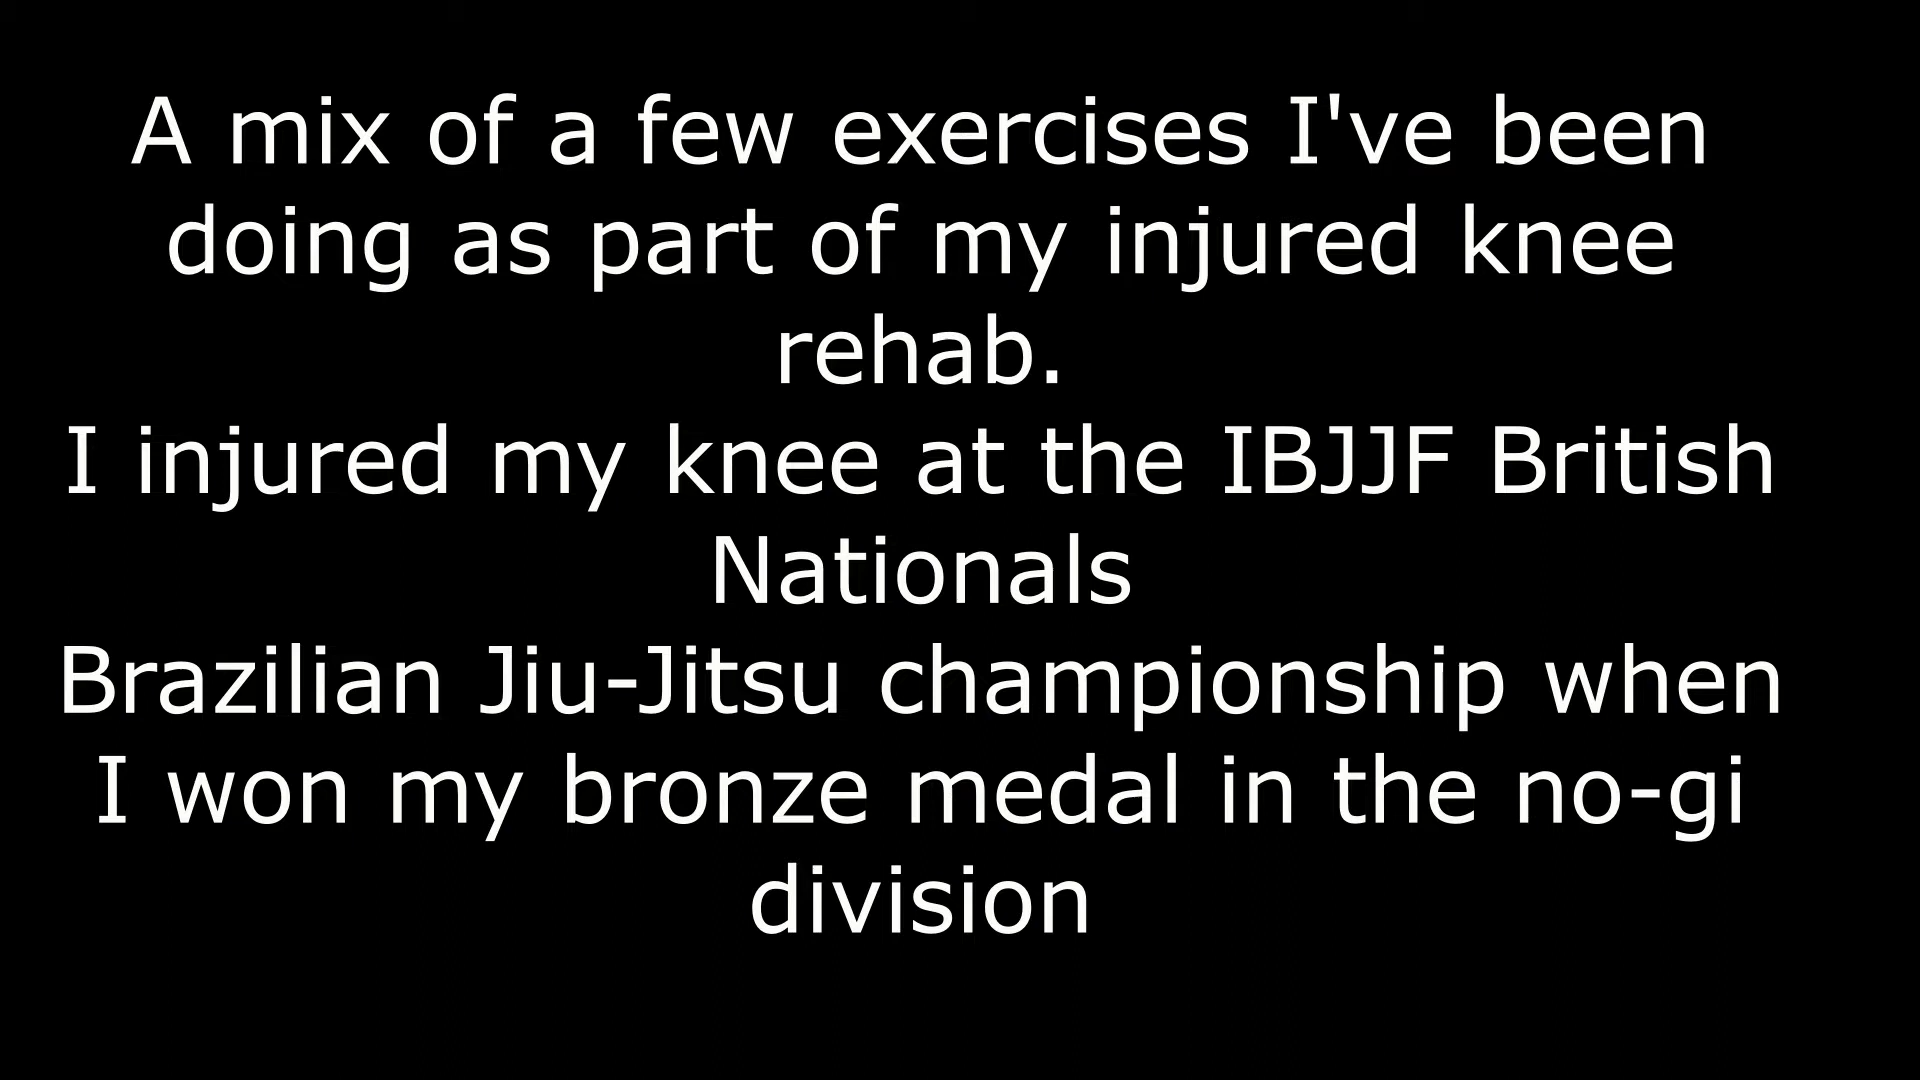 A mix of a few exercises I've been
doing as part of my injured knee
rehab.
I injured my knee at the IBJJF British
Nationals
Brazilian Jiu-Jitsu championship when
I won my bronze medal in the no-gi
division